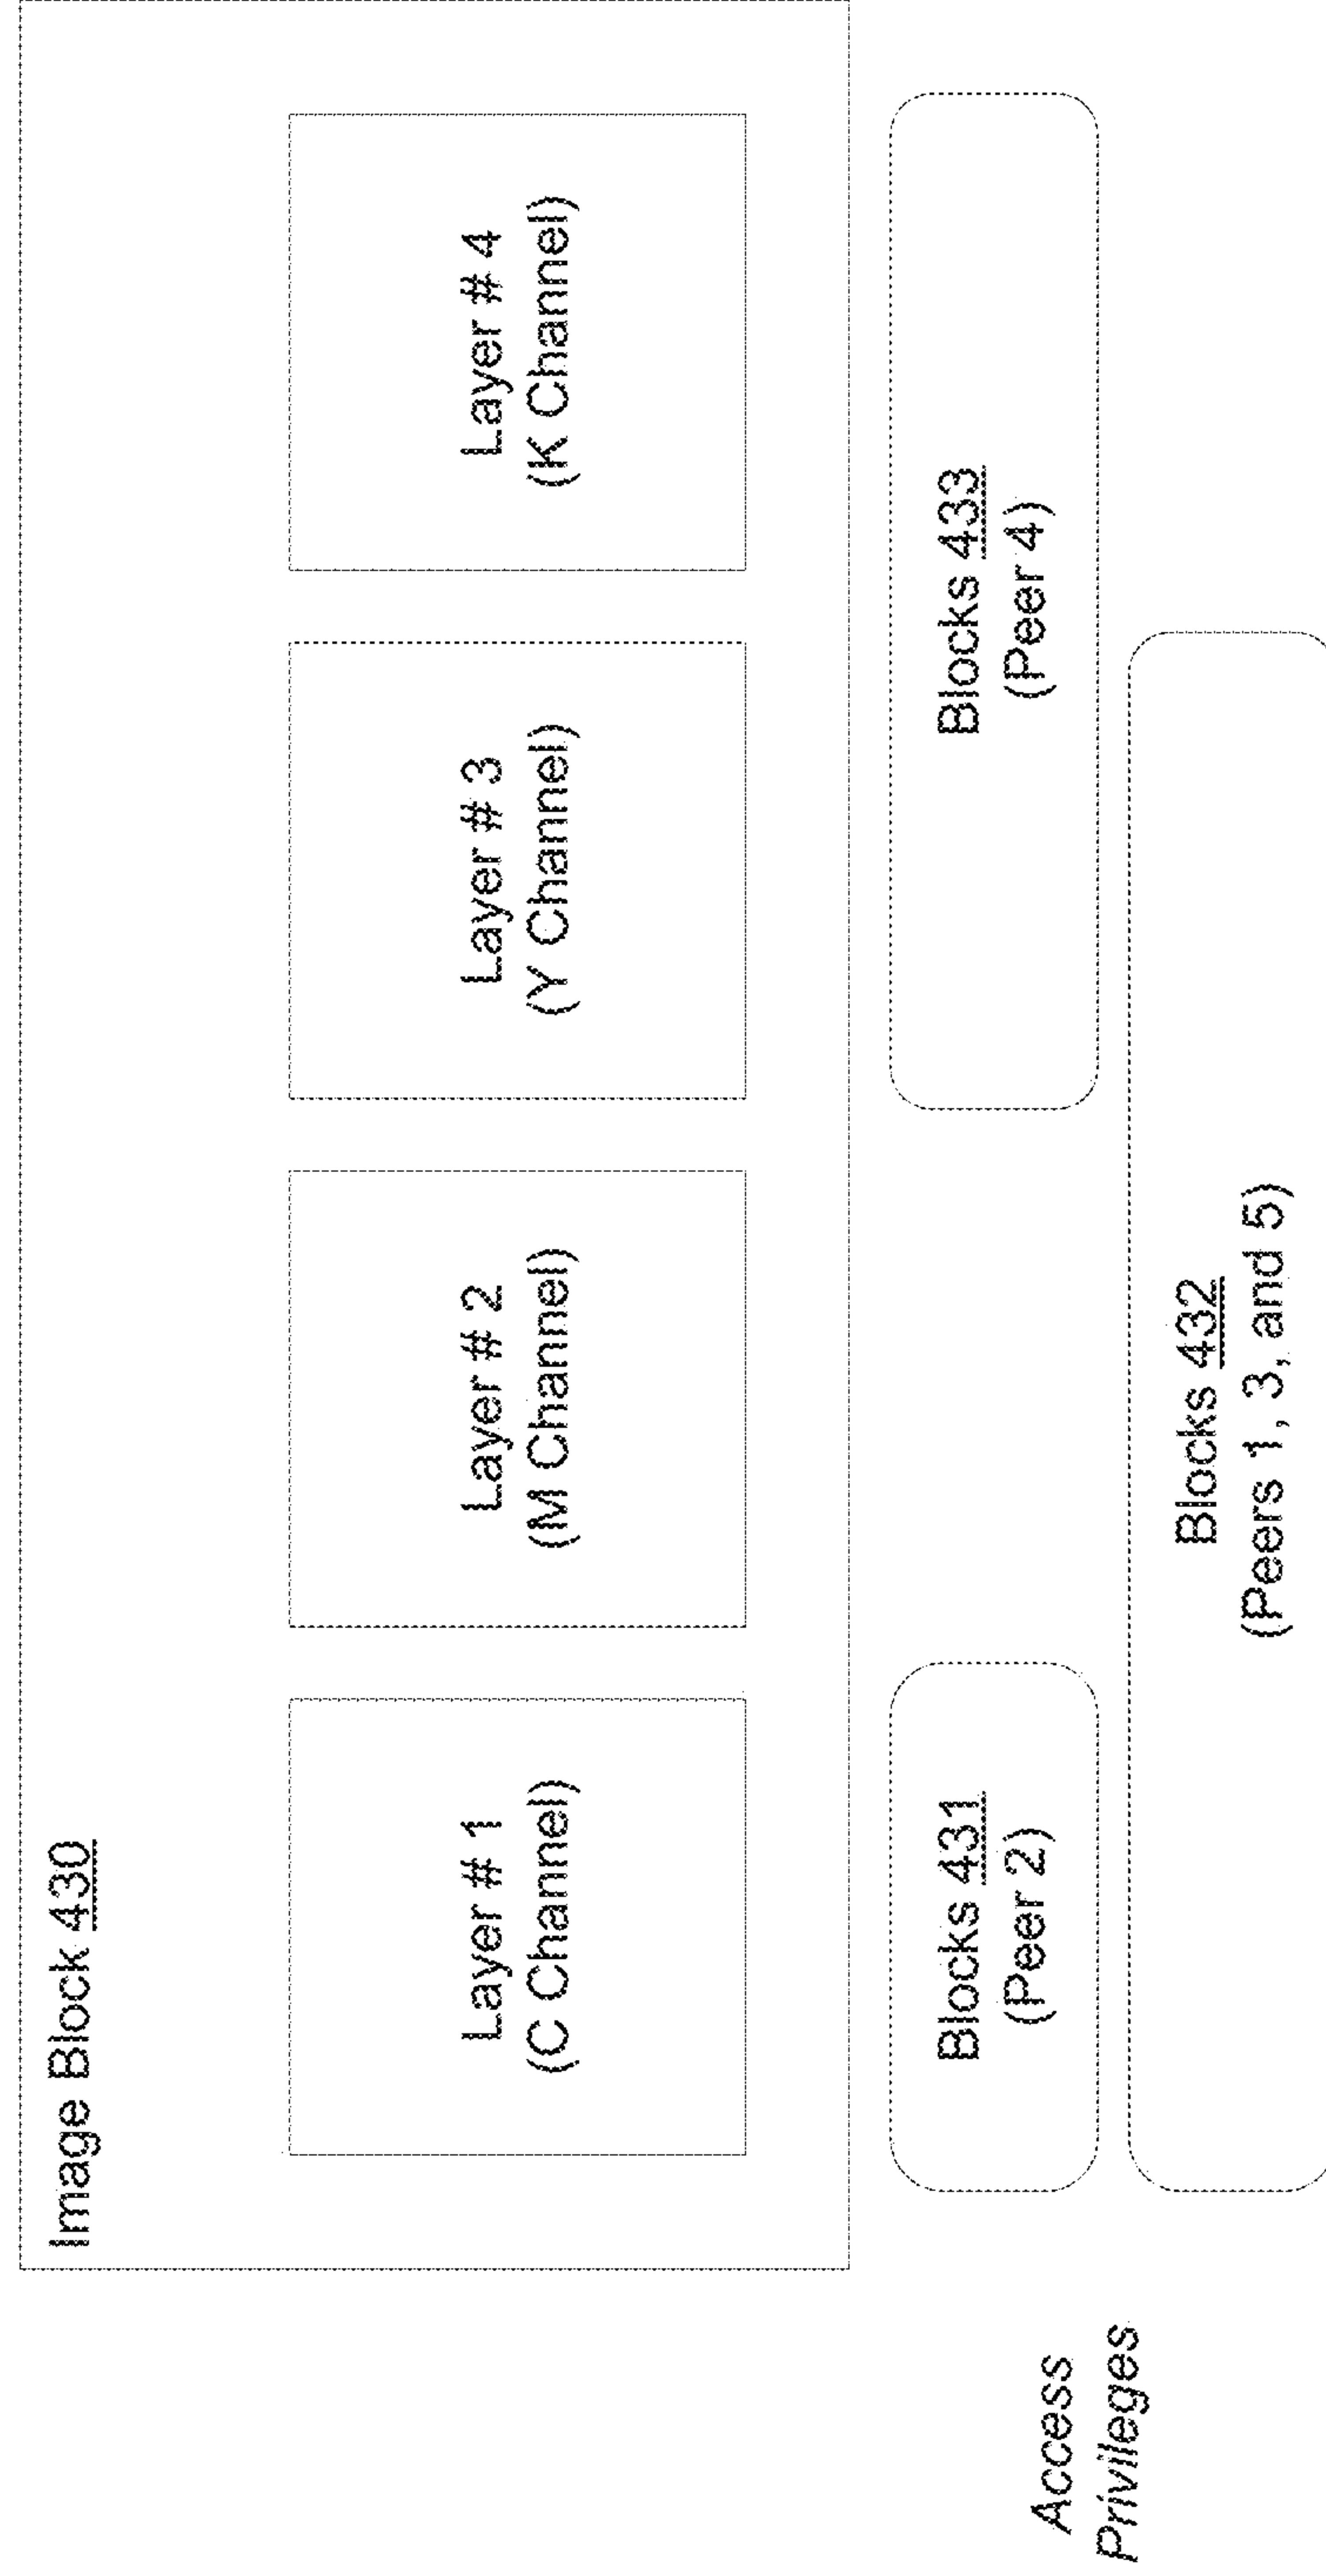 Image Block 430
Layer # 1
(C Channel)
Layer # 2
(M Channel)
Layer # 3
(Y Channel)
Layer # 4
(K Channel)
Access
Privileges
Blocks 431
(Peer 2)
Blocks 433
(Peer 4)
Blocks 432
(Peers 1, 3, and 5)